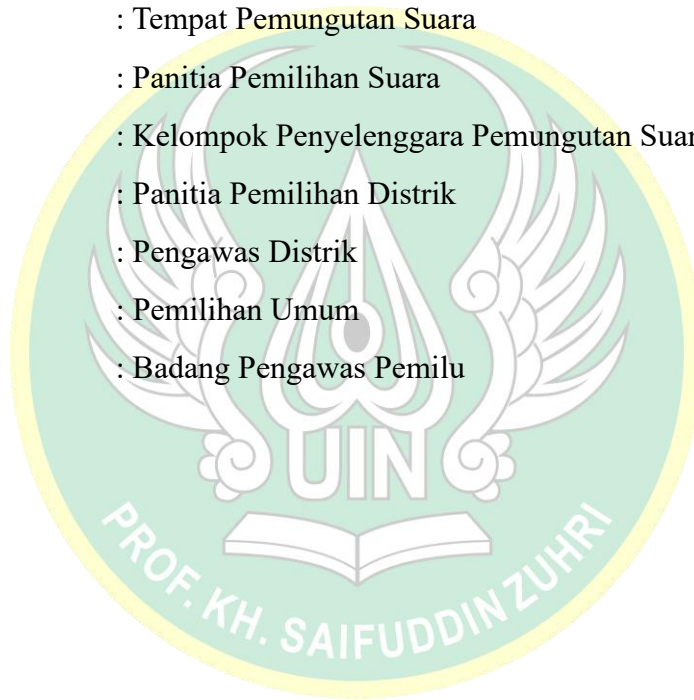 : Tempat Pemungutan Suara
: Panitia Pemilihan Suara
: Kelompok Penyelenggara Pemungutan Suar
: Panitia Pemilihan Distrik
: Pengawas Distrik
: Pemilihan Umum
: Badang Pengawas Pemilu
UIN
PROF. KH. SAIFUDDIN ZUHRI